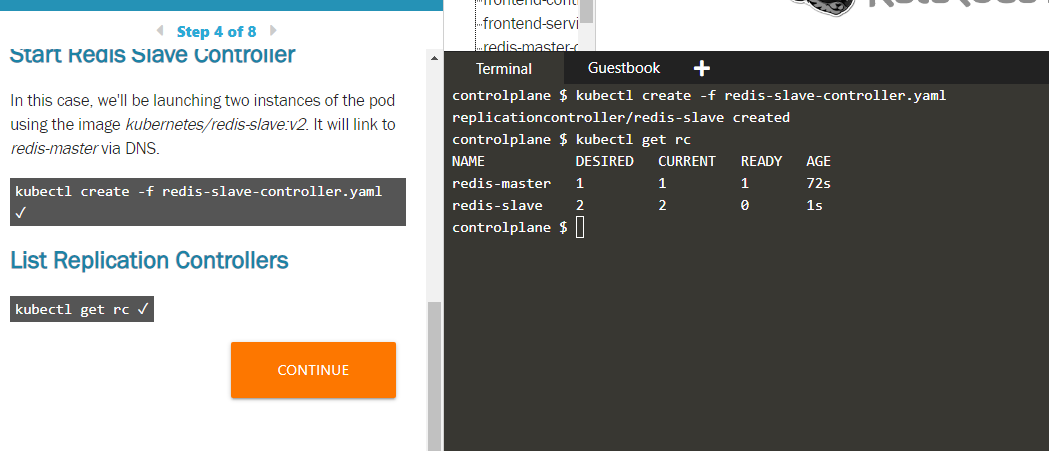 Step 4 of 8
Start Redis Slave Controller
In this case, we'll be launching two instances of the pod
using the image kubernetes/redis-slave:v2. It will link to
redis-master via DNS.
kubectl create -f redis-slave-controller.yaml
✓
List Replication Controllers
kubectl get rc ✓
CONTINUE
frontend-cont
frontend-servi
redis-master-c
Terminal
Guestbook
+
controlplane $ kubectl create -f redis-slave-controller.yaml
replicationcontroller/redis-slave created
controlplane $ kubectl get rc
NAME DESIRED CURRENT READY AGE
redis-master 1 1 1 72s
redis-slave 2 2 0 1s
controlplane $